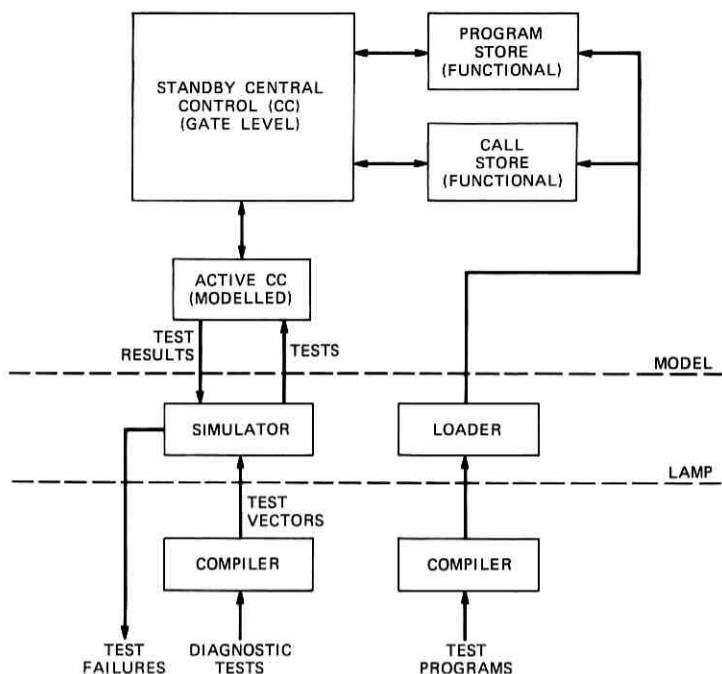 STANDBY CENTRAL
CONTROL (CC)
(GATE LEVEL)
PROGRAM
STORE
(FUNCTIONAL)
CALL
STORE
(FUNCTIONAL)
ACTIVE CC
(MODELLED)
TEST
RESULTS
TESTS
MODEL
SIMULATOR
LOADER
LAMP
TEST
VECTORS
COMPILER
COMPILER
TEST
FAILURES
DIAGNOSTIC
TESTS
TEST
PROGRAMS